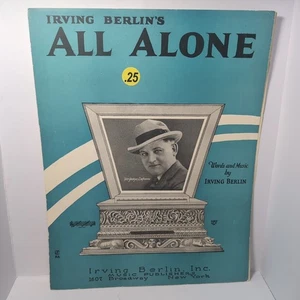 IRVING BERLIN'S
ALL ALONE
.25
Words and Music
by
IRVING BERLIN
Irving Berlin, Inc.
MUSIC PUBLISHERS
1607 Broadway New York